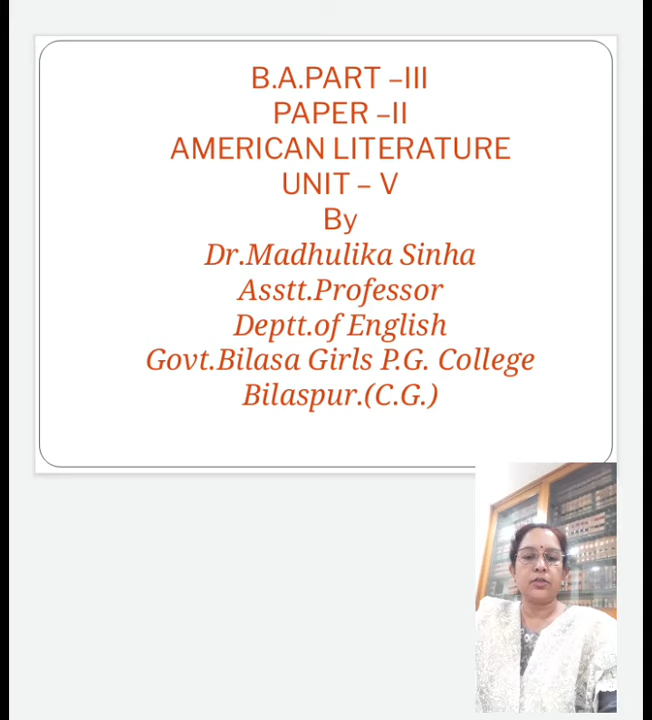 B.A.PART –III
PAPER –II
AMERICAN LITERATURE
UNIT – V
By
Dr.Madhulika Sinha
Asstt.Professor
Deptt.of English
Govt.Bilasa Girls P.G. College
Bilaspur.(C.G.)